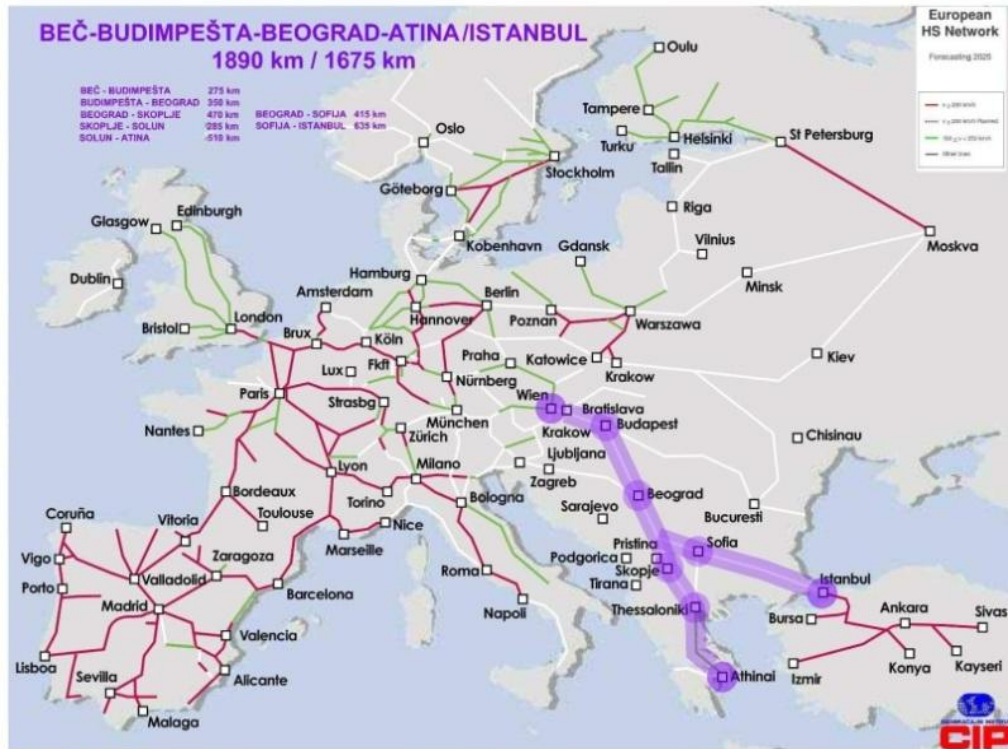 BEČ-BUDIMPEŠTA-BEOGRAD-ATINA/ISTANBUL
1890 km / 1675 km
BEČ - BUDIMPEŠTA 275 km
BUDIMPEŠTA - BEOGRAD 350 km
BEOGRAD - SKOPLJE 470 km
SKOPLJE - SOLUN 285 km
SOLUN - ATINA 510 km
BEOGRAD - SOFIJA 415 km
SOFIJA - ISTANBUL 635 km
European
HS Network
Forecasting 2025
Oulu
Tampere
Turku
Helsinki
St Petersburg
Tallin
Oslo
Stockholm
Göteborg
Riga
Glasgow
Edinburgh
Kobenhavn
Gdansk
Vilnius
Moskva
Dublin
Hamburg
Minsk
Amsterdam
Berlin
Bristol
London
Hannover
Poznan
Warszawa
Brux
Köln
Praha
Katowice
Kiev
Lux
Fkft
Krakow
Paris
Nürnberg
Strasbg
Wien
Bratislava
Nantes
München
Krakow
Budapest
Zürich
Chisinau
Ljubljana
Lyon
Milano
Zagreb
Bordeaux
Torino
Bologna
Beograd
Sarajevo
Bucuresti
Coruña
Vitoria
Toulouse
Nice
Marseille
Pristina
Sofia
Vigo
Zaragoza
Podgorica
Skopje
Roma
Valladolid
Tirana
Istanbul
Porto
Barcelona
Napoli
Madrid
Thessaloniki
Bursa
Ankara
Sivas
Valencia
Lisboa
Konya
Kayseri
Sevilla
Alicante
Izmir
Athinai
Malaga
CIP